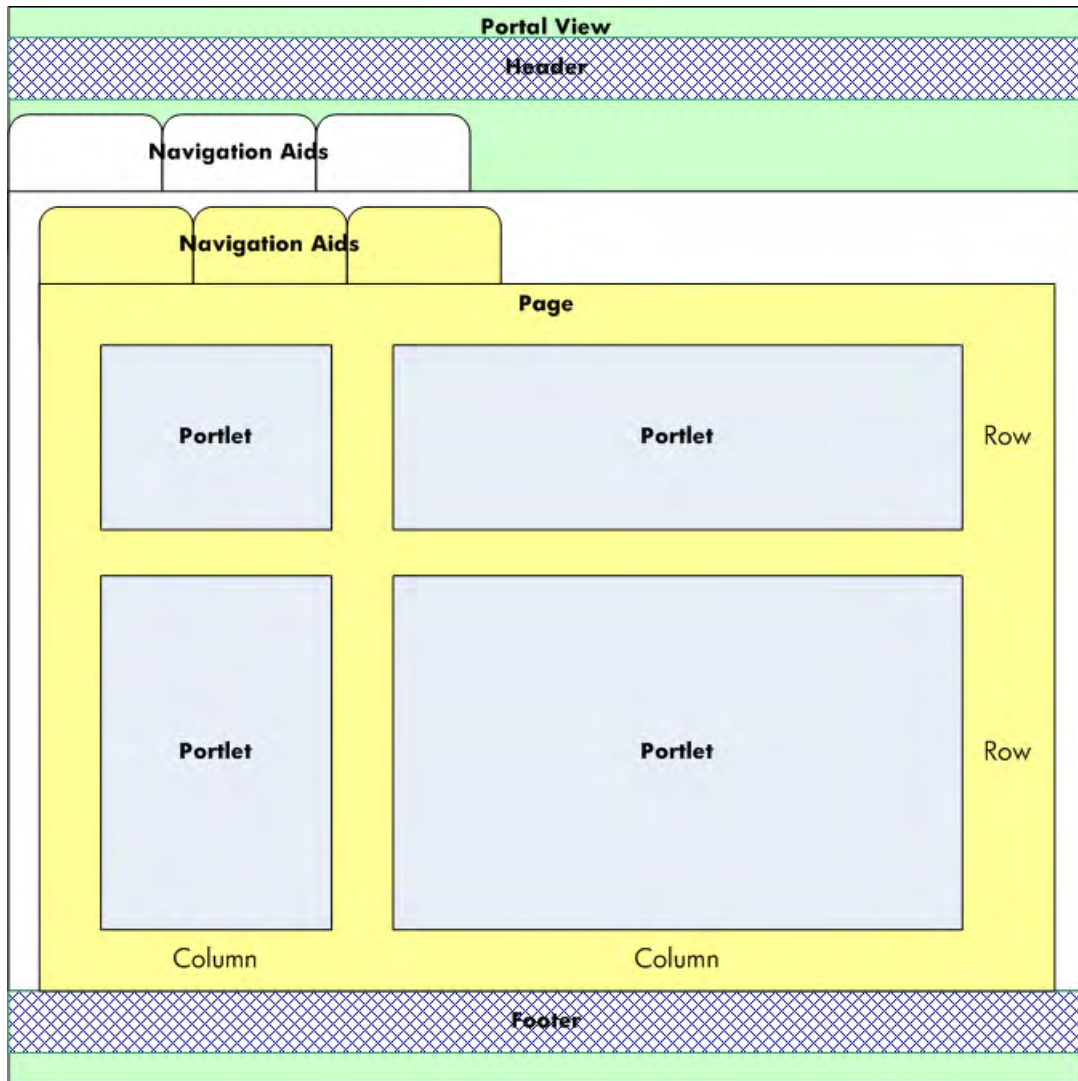 Portal View
Header
Navigation Aids
Navigation Aids
Page
Portlet
Portlet
Row
Portlet
Portlet
Row
Column
Column
Footer